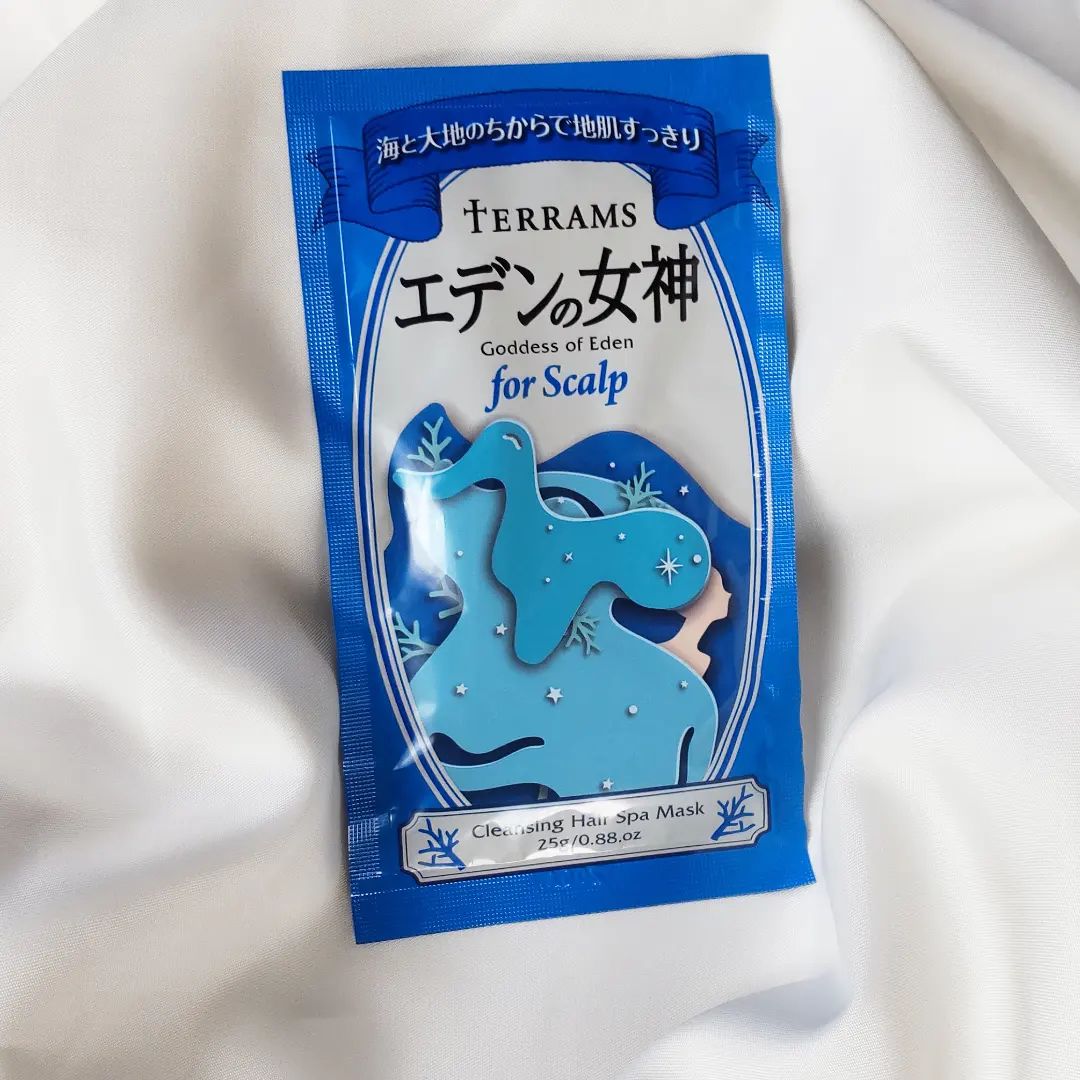 海と大地のちからで地肌すっきり
TERRAMS
エデンの女神
Goddess of Eden
for Scalp
Cleansing Hair Spa Mask
25g/0.88.oz